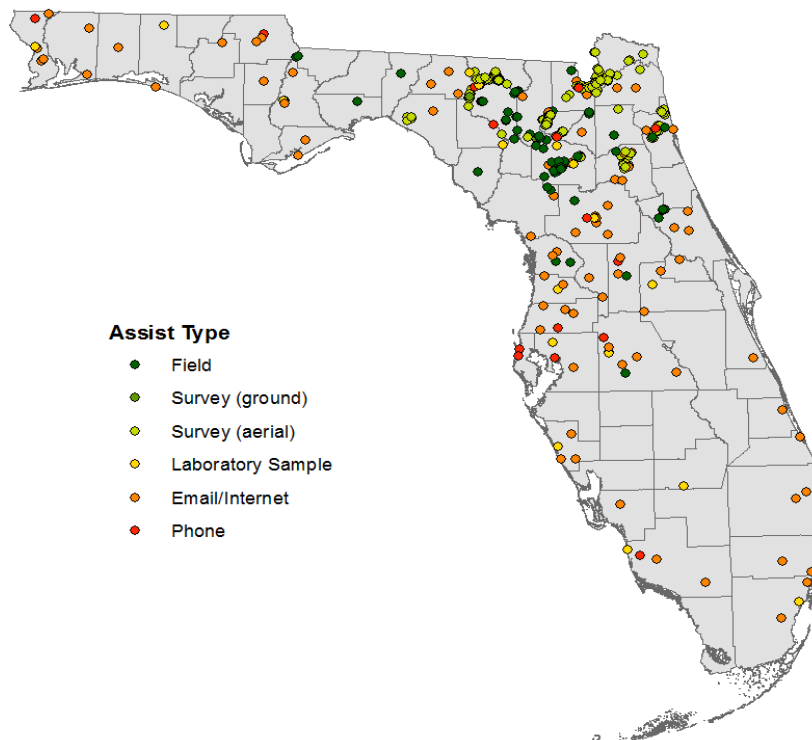 Assist Type
Field
Survey (ground)
Survey (aerial)
Laboratory Sample
Email/Internet
Phone